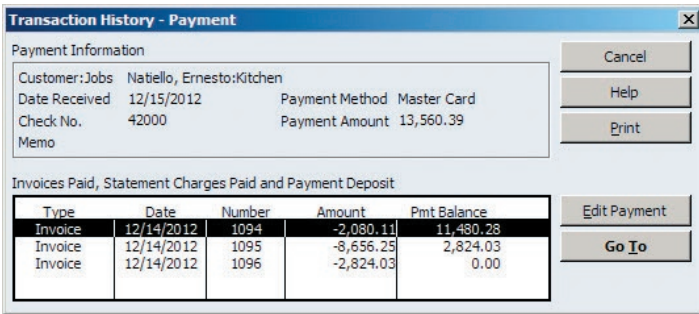 Transaction History - Payment
Payment Information
Customer:Jobs Natiello, Ernesto:Kitchen
Date Received 12/15/2012 Payment Method Master Card
Check No. 42000 Payment Amount 13,560.39
Memo
Cancel
Help
Print
Invoices Paid, Statement Charges Paid and Payment Deposit
Type Date Number Amount Pmt Balance
Invoice 12/14/2012 1094 -2,080.11 11,480.28
Invoice 12/14/2012 1095 -8,656.25 2,824.03
Invoice 12/14/2012 1096 -2,824.03 0.00
Edit Payment
Go To